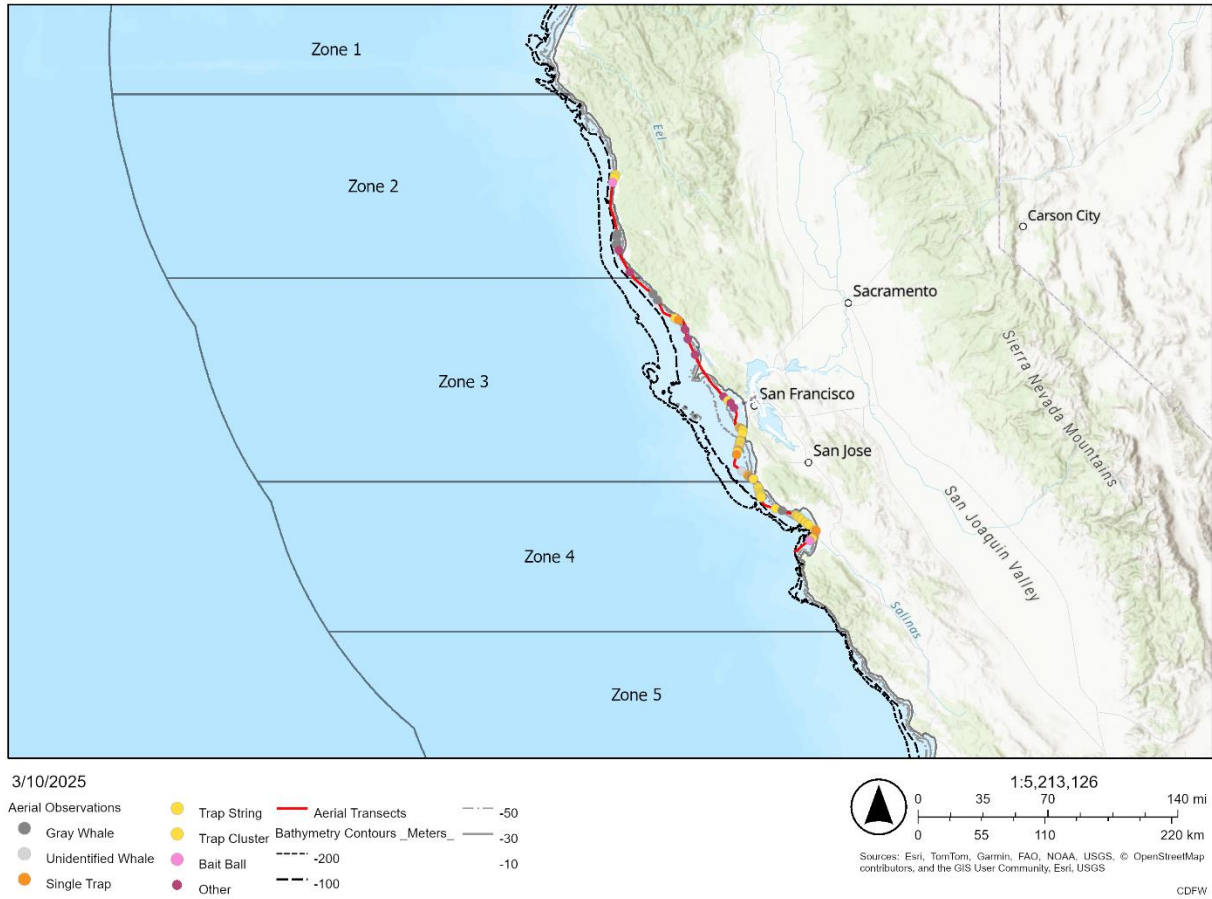 Zone 1
Eel
Zone 2
Carson City
Sacramento
Zone 3
San Francisco
Sierra Nevada Mountains
San Jose
San Joaquin Valley
Zone 4
Salinas
Zone 5
3/10/2025
Aerial Observations
Gray Whale
Unidentified Whale
Single Trap
Trap String
Trap Cluster
Bait Ball
Other
Aerial Transects
Bathymetry Contours _Meters_
-200
-100
-50
-30
-10
1:5,213,126
0 35 70 140 mi
0 55 110 220 km
Sources: Esri, TomTom, Garmin, FAO, NOAA, USGS, © OpenStreetMap
contributors, and the GIS User Community, Esri, USGS
CDFW